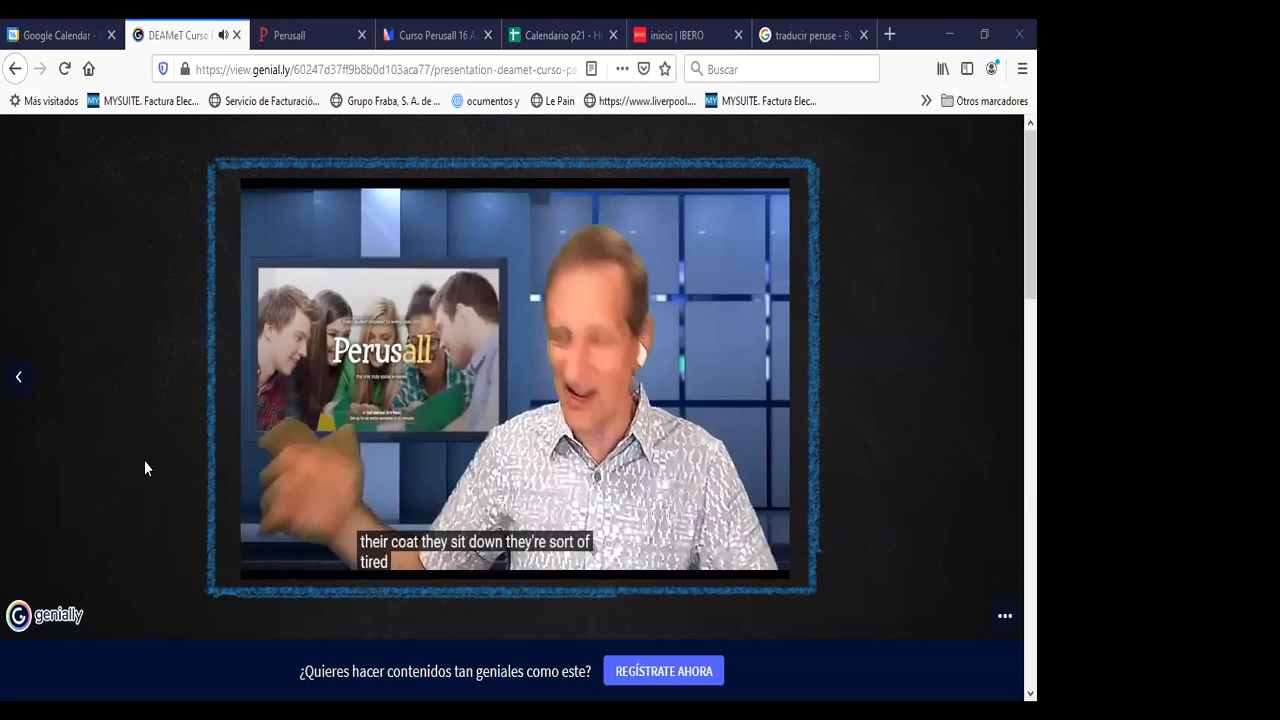 Google Calendar - S
DEAMeT Curso I
Perusall
Curso Perusall 16 A
Calendario p21 - Ho
inicio | IBERO
traducir peruse - Bu
https://view.genial.ly/60247d37ff9b8b0d103aca77/presentation-deamet-curso-pe
Buscar
Más visitados
MYSUITE. Factura Elec...
Servicio de Facturació...
Grupo Fraba, S. A. de ...
ocumentos y
Le Pain
https://www.liverpool....
MYSUITE. Factura Elec...
Otros marcadores
Perusall
their coat they sit down they're sort of
tired
genially
¿Quieres hacer contenidos tan geniales como este?
REGÍSTRATE AHORA